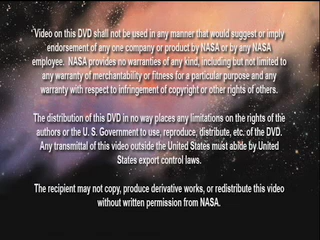 Video on this DVD shall not be used in any manner that would suggest or imply
endorsement of any one company or product by NASA or by any NASA
employee. NASA provides no warranties of any kind, including but not limited to
any warranty of merchantability or fitness for a particular purpose and any
warranty with respect to infringement of copyright or other rights of others.
The distribution of this DVD in no way places any limitations on the rights of the
authors or the U. S. Government to use, reproduce, distribute, etc. of the DVD.
Any transmittal of this video outside the United States must abide by United
States export control laws.
The recipient may not copy, produce derivative works, or redistribute this video
without written permission from NASA.